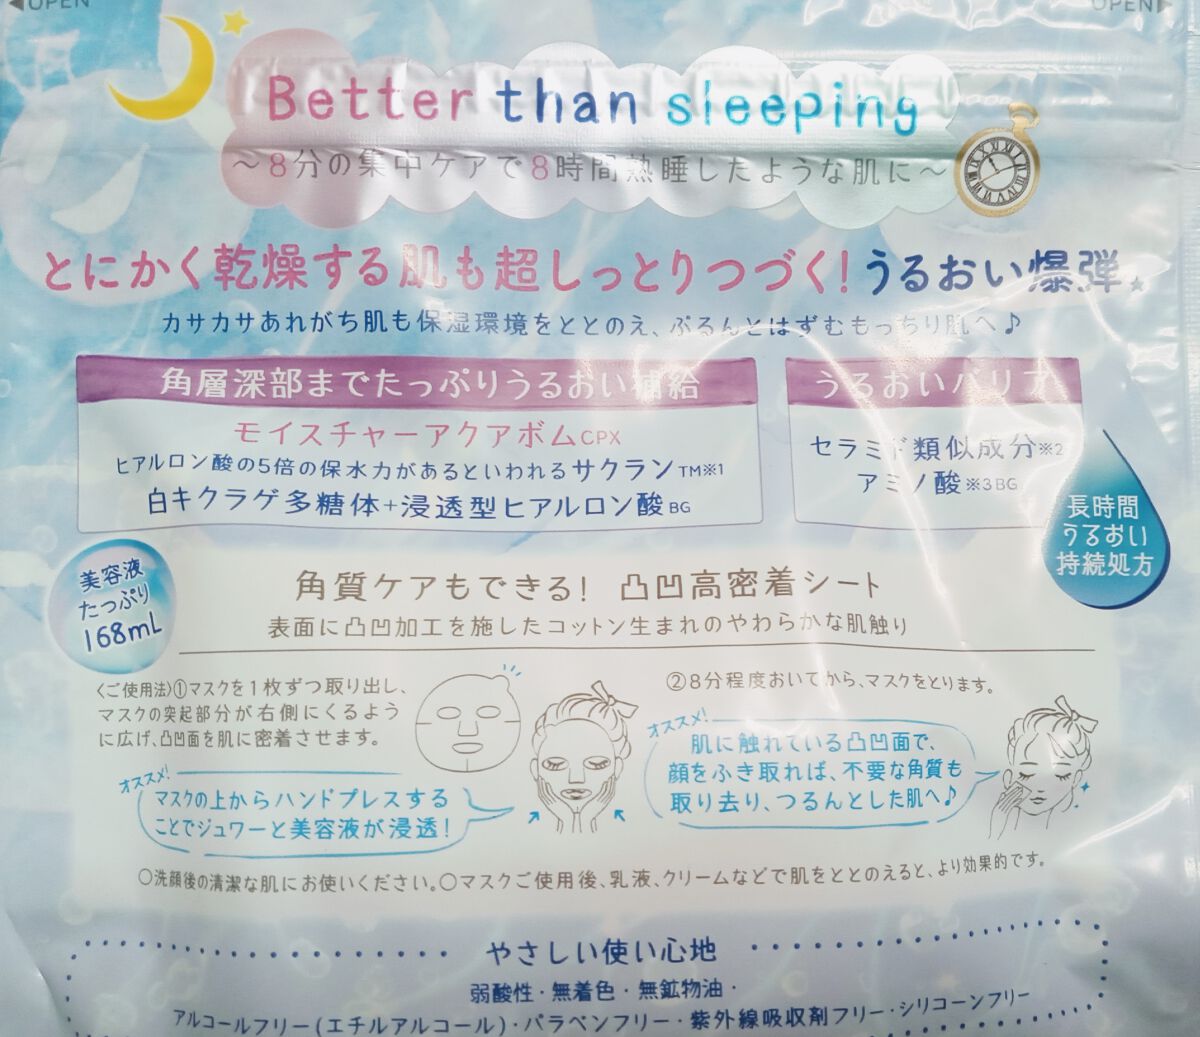 ◀OPEN
OPEN▶
Better than sleeping
～8分の集中ケアで8時間熟睡したような肌に～
とにかく乾燥する肌も超しっとりつづく!うるおい爆弾★
カサカサあれがち肌も保湿環境をととのえ、ぷるんとはずむもっちり肌へ♪
角層深部までたっぷりうるおい補給
モイスチャーアクアボムCPX
ヒアルロン酸の5倍の保水力があるといわれるサクランTM※1
白キクラゲ多糖体+浸透型ヒアルロン酸BG
うるおいバリア
セラミド類似成分※2
アミノ酸※3BG
長時間
うるおい
持続処方
美容液
たっぷり
168mL
角質ケアもできる! 凸凹高密着シート
表面に凸凹加工を施したコットン生まれのやわらかな肌触り
〈ご使用法〉①マスクを1枚ずつ取り出し、
マスクの突起部分が右側にくるよう
に広げ、凸凹面を肌に密着させます。
オススメ!
マスクの上からハンドプレスする
ことでジュワーと美容液が浸透!
②8分程度おいてから、マスクをとります。
オススメ!
肌に触れている凸凹面で、
顔をふき取れば、不要な角質も
取り去り、つるんとした肌へ♪
○洗顔後の清潔な肌にお使いください。○マスクご使用後、乳液、クリームなどで肌をととのえると、より効果的です。
やさしい使い心地
弱酸性・無着色・無鉱物油・
アルコールフリー(エチルアルコール)・パラベンフリー・紫外線吸収剤フリー・シリコーンフリー